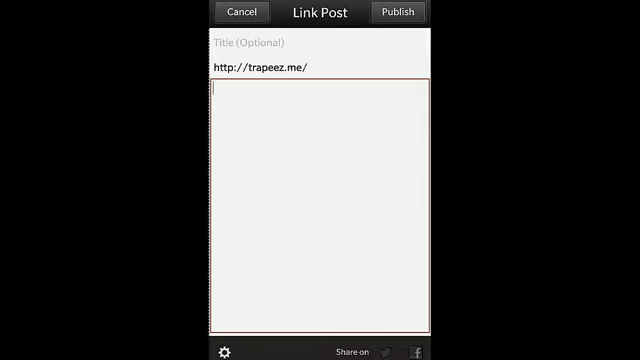 Cancel Link Post Publish
Title (Optional)
http://trapeez.me/
Share on